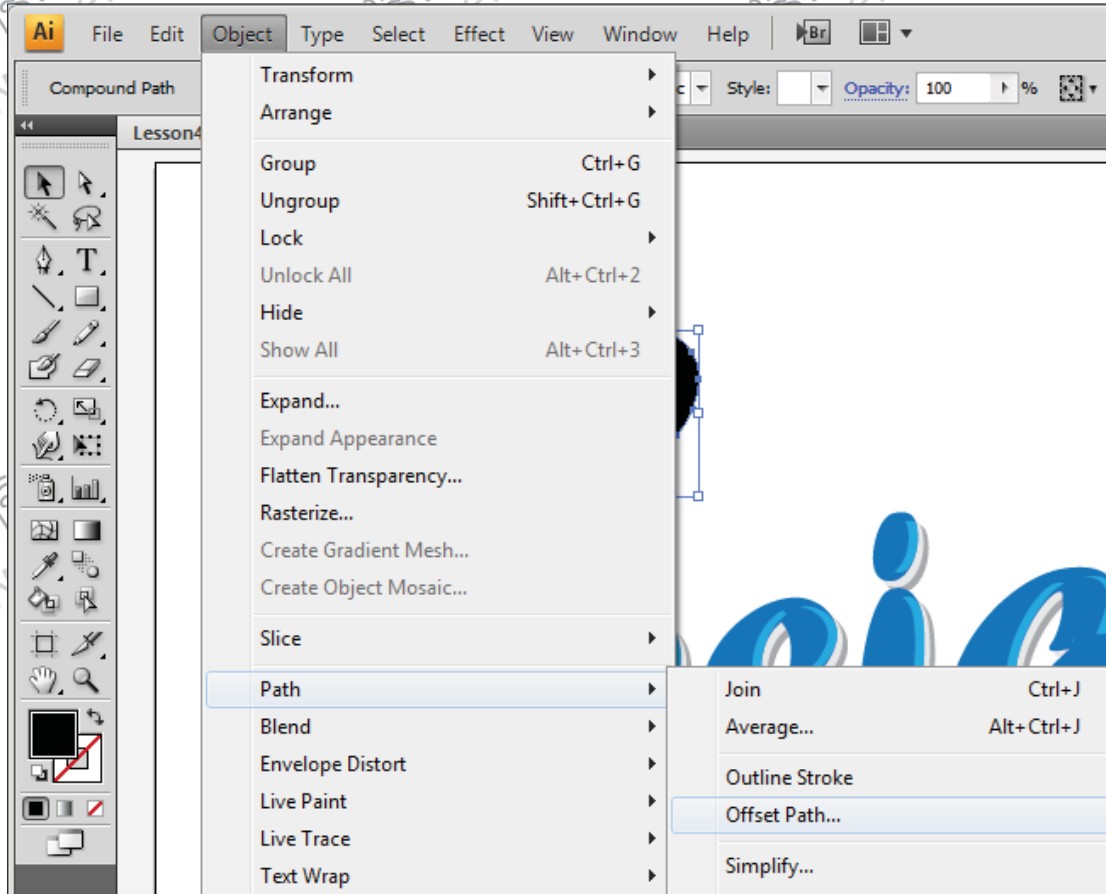 Ai File Edit Object Type Select Effect View Window Help Br
Compound Path c Style: Opacity: 100 %
Lesson4
Transform
Arrange
Group Ctrl+G
Ungroup Shift+Ctrl+G
Lock
Unlock All Alt+Ctrl+2
Hide
Show All Alt+Ctrl+3
Expand...
Expand Appearance
Flatten Transparency...
Rasterize...
Create Gradient Mesh...
Create Object Mosaic...
Slice
Path
Blend
Envelope Distort
Live Paint
Live Trace
Text Wrap
Join Ctrl+J
Average... Alt+Ctrl+J
Outline Stroke
Offset Path...
Simplify...